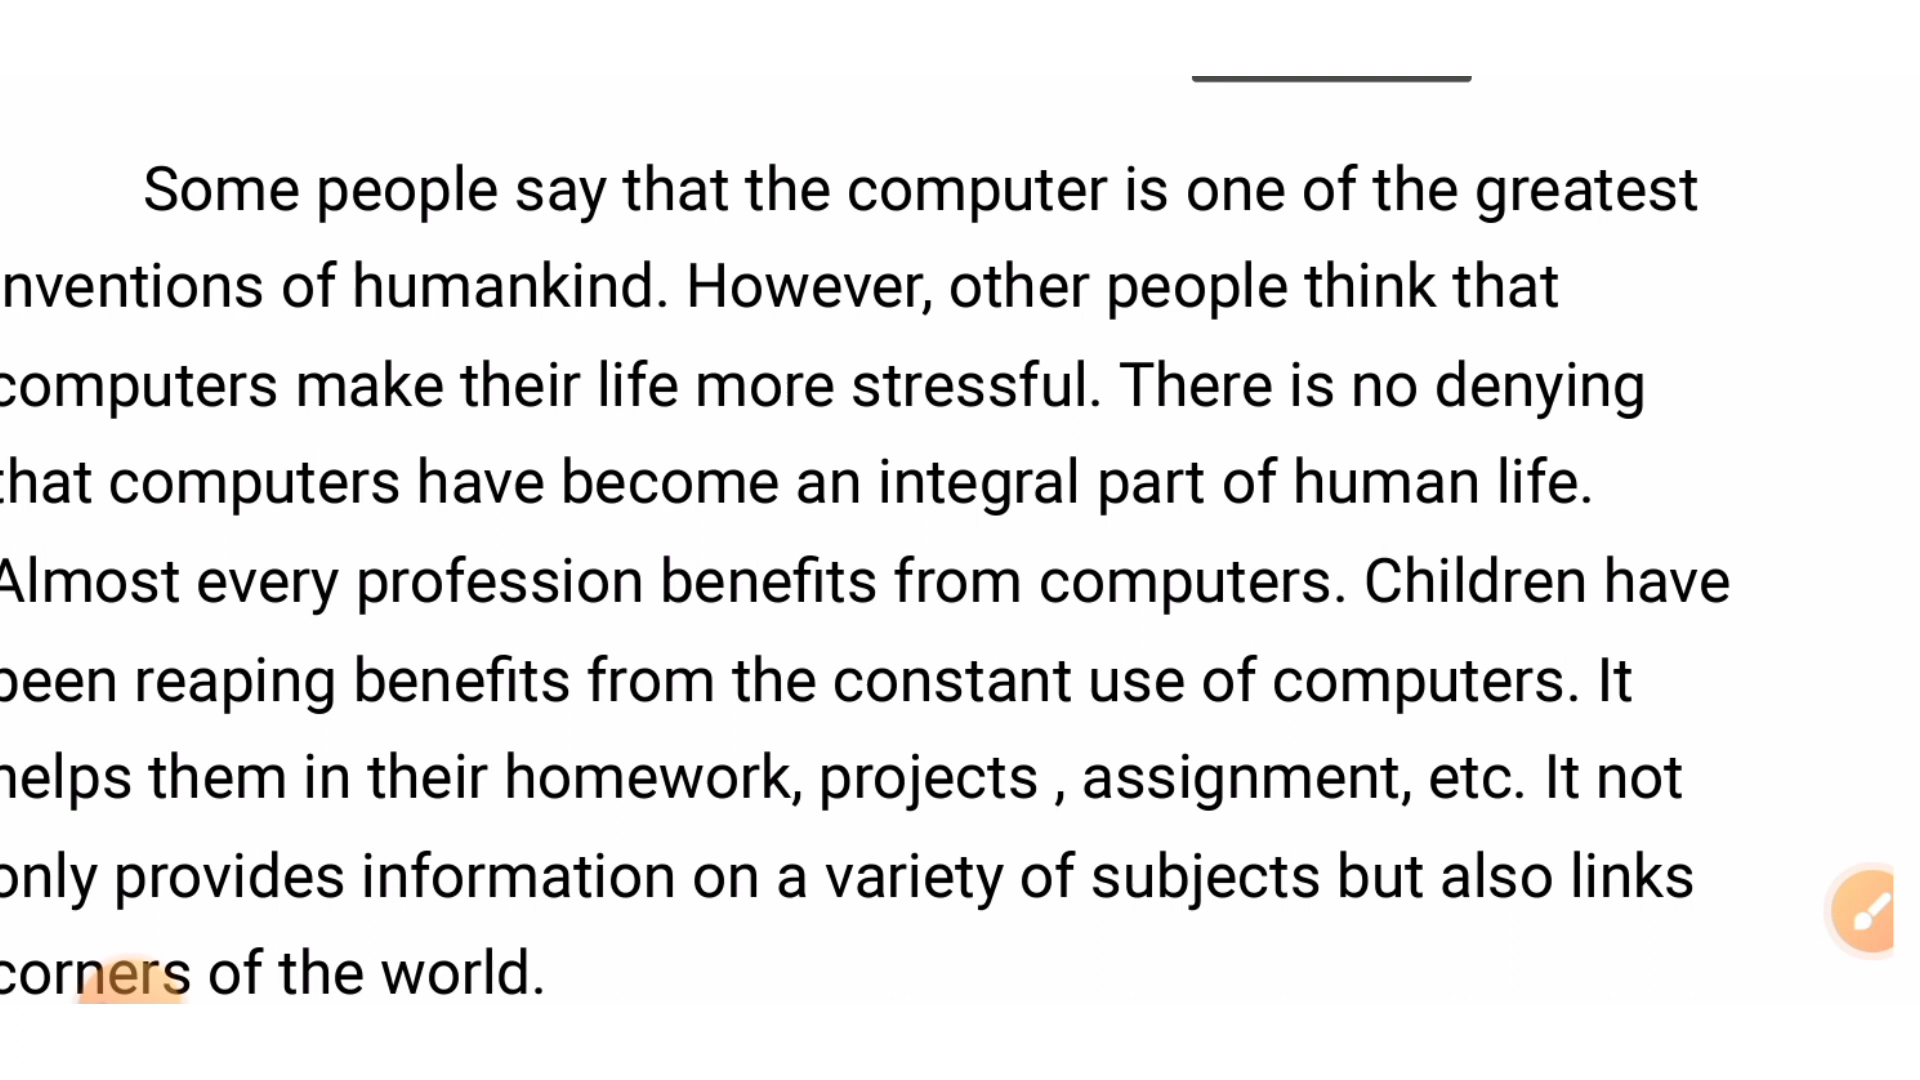 Some people say that the computer is one of the greatest
inventions of humankind. However, other people think that
computers make their life more stressful. There is no denying
that computers have become an integral part of human life.
Almost every profession benefits from computers. Children have
been reaping benefits from the constant use of computers. It
helps them in their homework, projects , assignment, etc. It not
only provides information on a variety of subjects but also links
corners of the world.